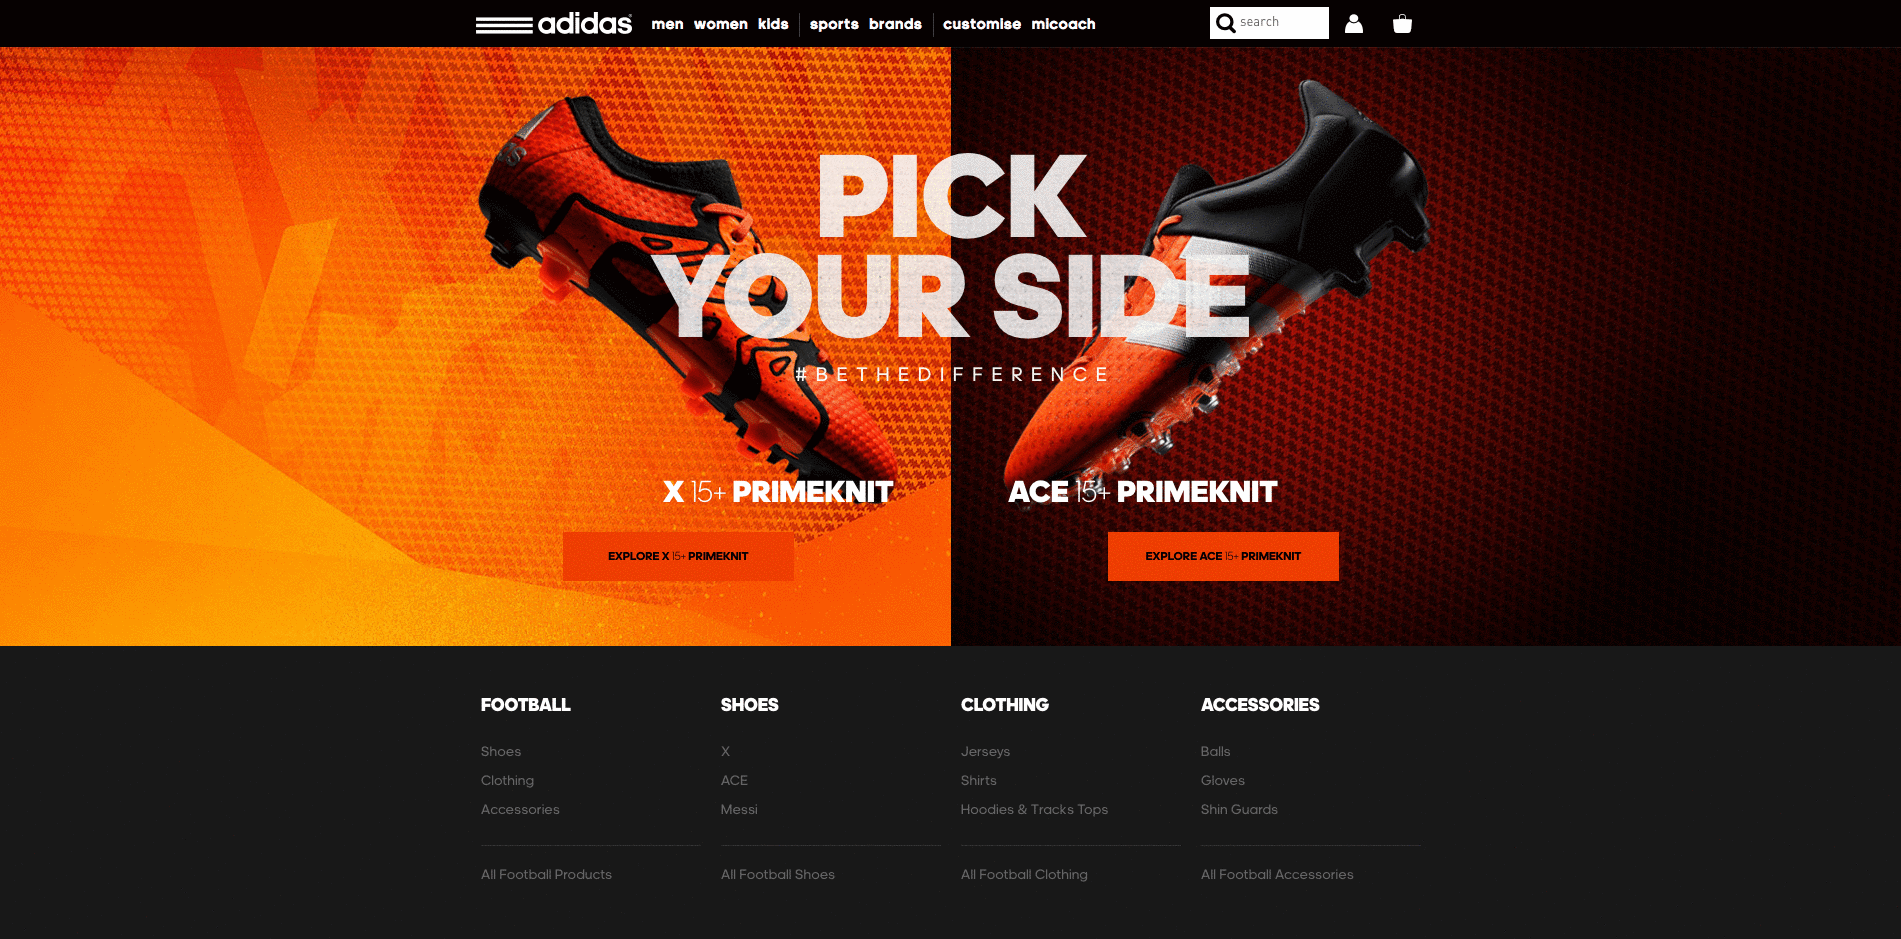 adidas men women kids sports brands customise micoach search
PICK
YOUR SIDE
#BETHEDIFFERENCE
X 15+ PRIMEKNIT
ACE 15+ PRIMEKNIT
EXPLORE X 15+ PRIMEKNIT
EXPLORE ACE 15+ PRIMEKNIT
FOOTBALL
Shoes
Clothing
Accessories
All Football Products
SHOES
X
ACE
Messi
All Football Shoes
CLOTHING
Jerseys
Shirts
Hoodies & Tracks Tops
All Football Clothing
ACCESSORIES
Balls
Gloves
Shin Guards
All Football Accessories